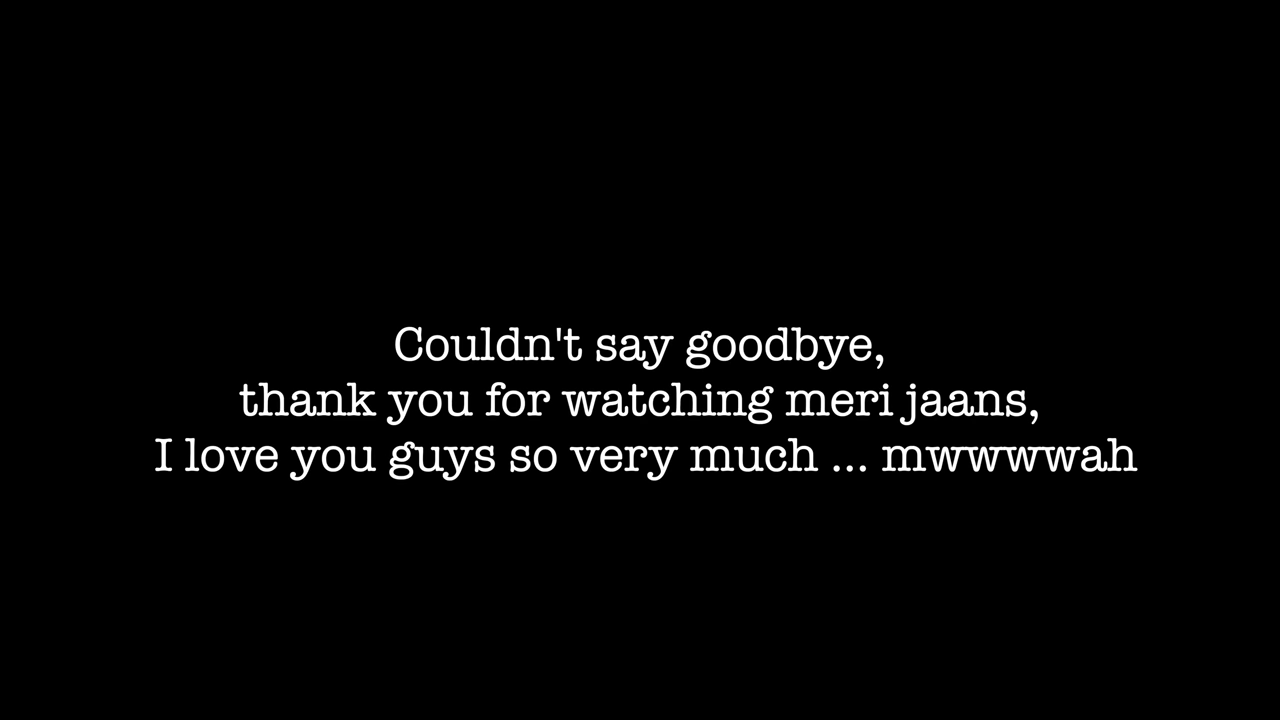 Couldn't say goodbye,
thank you for watching meri jaans,
I love you guys so very much ... mwwwwah